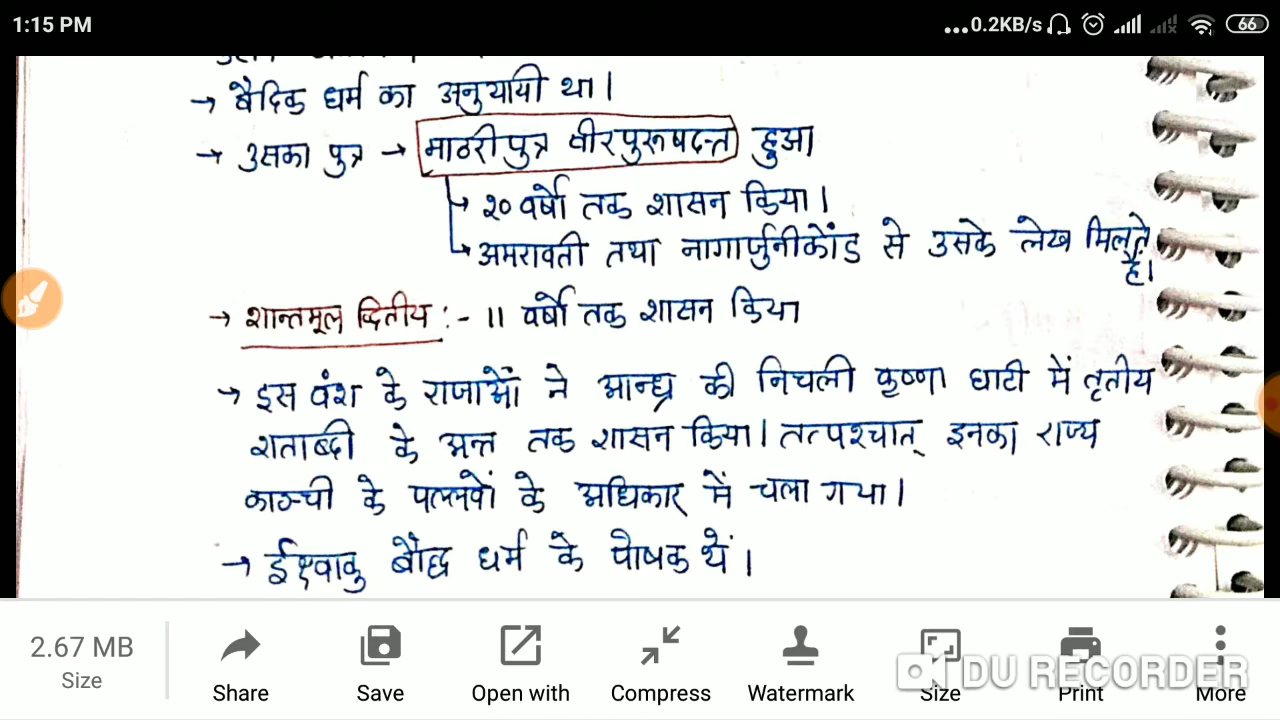 1:15 PM
...0.2KB/s 66
→ वैदिक धर्म का अनुयायी था।
→ उसका पुत्र → माठरीपुत्र वीरपुरूषदन्त हुआ
→ २० वर्षो तक शासन किया।
→ अमरावती तथा नागार्जुनीकोंड से उसके लेख मिलते
हैं।
→ शान्तमूल द्वितीय :- 11 वर्षो तक शासन किया
→ इस वंश के राजाओं ने आन्ध्र की निचली कृष्णा घाटी में तृतीय
शताब्दी के अन्त तक शासन किया। तत्पश्चात् इनका राज्य
काञ्ची के पल्लवों के अधिकार में चला गया।
→ ईक्ष्वाकु बौद्ध धर्म के पोषक थें।
2.67 MB
Size
Share
Save
Open with
Compress
Watermark
Size
Print
More
DU RECORDER